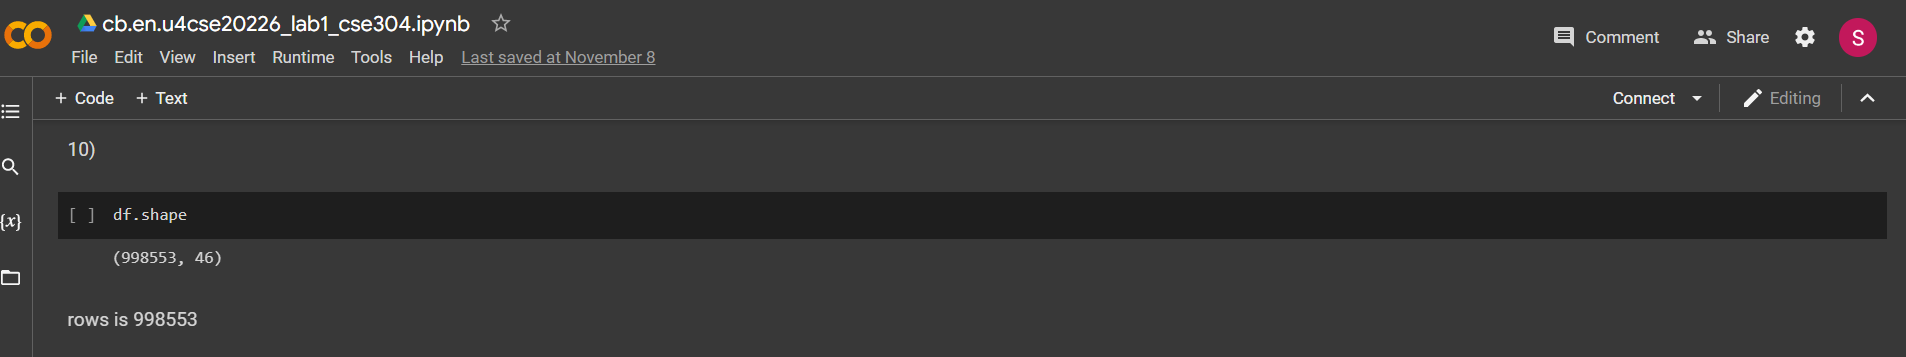 cb.en.u4cse20226_lab1_cse304.ipynb
File Edit View Insert Runtime Tools Help Last saved at November 8
Comment Share S
+ Code + Text
Connect Editing
10)
{x}
[ ] df.shape
(998553, 46)
rows is 998553